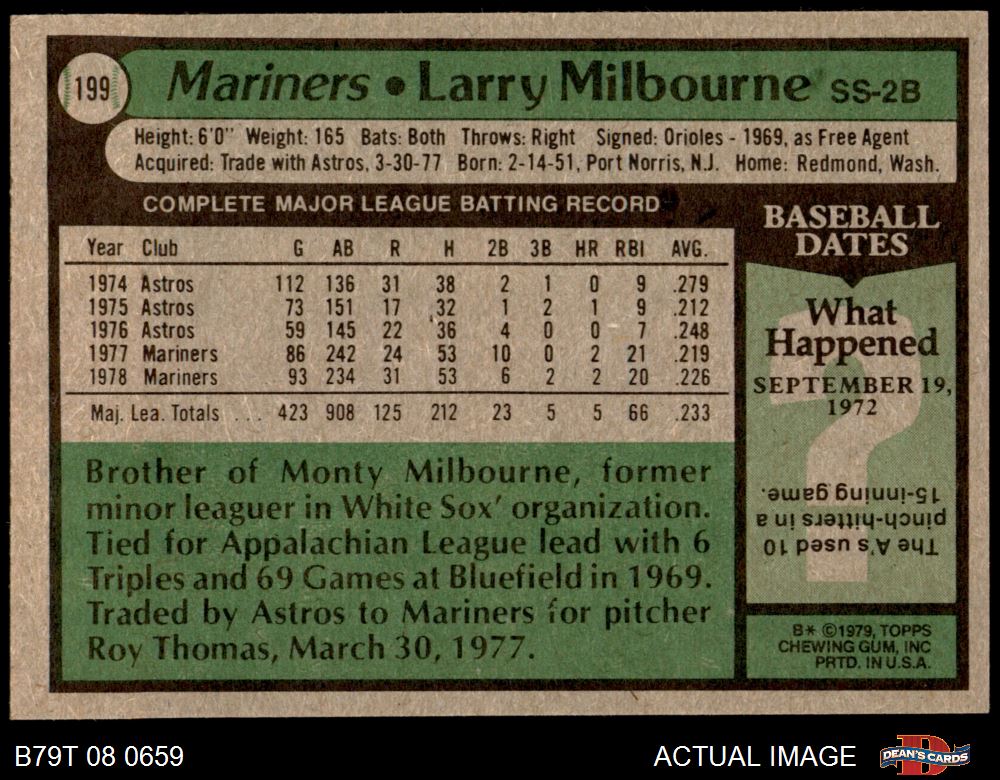 199
Mariners • Larry Milbourne SS-2B
Height: 6'0" Weight: 165 Bats: Both Throws: Right Signed: Orioles - 1969, as Free Agent
Acquired: Trade with Astros, 3-30-77 Born: 2-14-51, Port Norris, N.J. Home: Redmond, Wash.
COMPLETE MAJOR LEAGUE BATTING RECORD
Year Club G AB R H 2B 3B HR RBI AVG.
1974 Astros 112 136 31 38 2 1 0 9 .279
1975 Astros 73 151 17 32 1 2 1 9 .212
1976 Astros 59 145 22 36 4 0 0 7 .248
1977 Mariners 86 242 24 53 10 0 2 21 .219
1978 Mariners 93 234 31 53 6 2 2 20 .226
Maj. Lea. Totals ... 423 908 125 212 23 5 5 66 .233
Brother of Monty Milbourne, former
minor leaguer in White Sox' organization.
Tied for Appalachian League lead with 6
Triples and 69 Games at Bluefield in 1969.
Traded by Astros to Mariners for pitcher
Roy Thomas, March 30, 1977.
BASEBALL
DATES
What
Happened
SEPTEMBER 19,
1972
?
The A's used 10
pinch-hitters in a
15-inning game.
B* ©1979, TOPPS
CHEWING GUM, INC
PRTD. IN U.S.A.
B79T 08 0659
ACTUAL IMAGE
D
DEAN'S CARDS